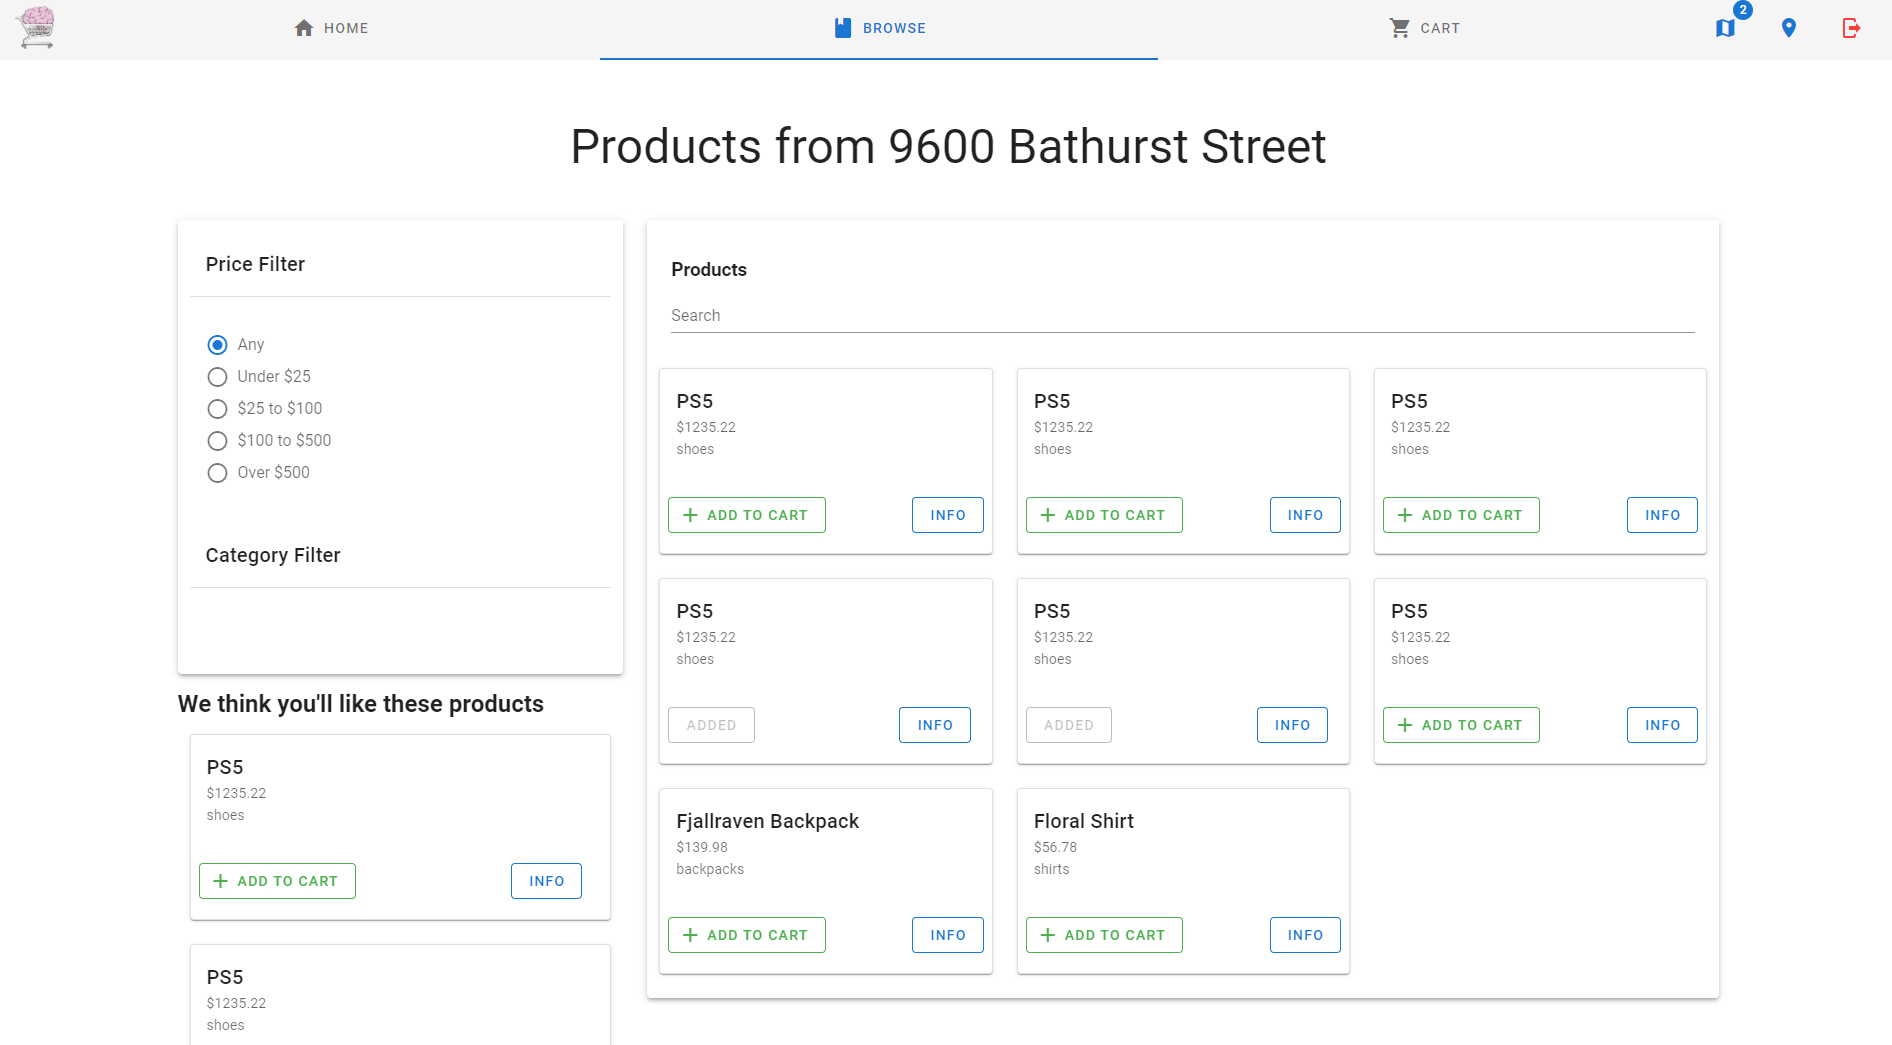 HOME
BROWSE
CART
2
Products from 9600 Bathurst Street
Price Filter
Any
Under $25
$25 to $100
$100 to $500
Over $500
Category Filter
We think you'll like these products
PS5
$1235.22
shoes
ADD TO CART
INFO
PS5
$1235.22
shoes
Products
Search
PS5
$1235.22
shoes
ADD TO CART
INFO
PS5
$1235.22
shoes
ADD TO CART
INFO
PS5
$1235.22
shoes
ADD TO CART
INFO
PS5
$1235.22
shoes
ADDED
INFO
PS5
$1235.22
shoes
ADDED
INFO
PS5
$1235.22
shoes
ADD TO CART
INFO
Fjallraven Backpack
$139.98
backpacks
ADD TO CART
INFO
Floral Shirt
$56.78
shirts
ADD TO CART
INFO